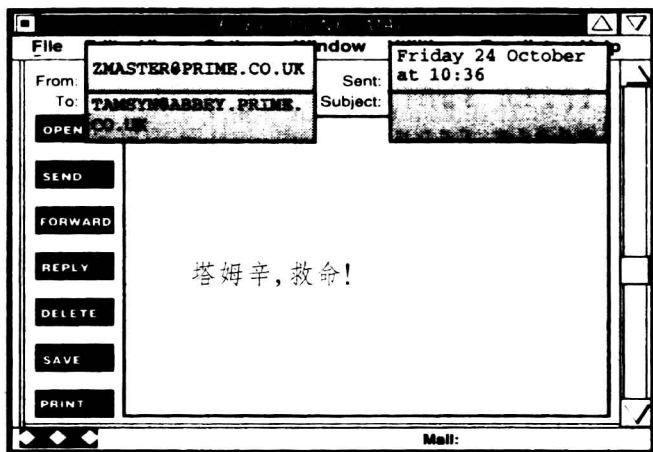 File
ndow
From:
ZMASTER@PRIME.CO.UK
Sent:
Friday 24 October
at 10:36
To:
TAMSYN@ABBEY.PRIME.
CO.UK
Subject:
OPEN
SEND
FORWARD
REPLY
DELETE
SAVE
PRINT
塔姆辛,救命!
Mail: